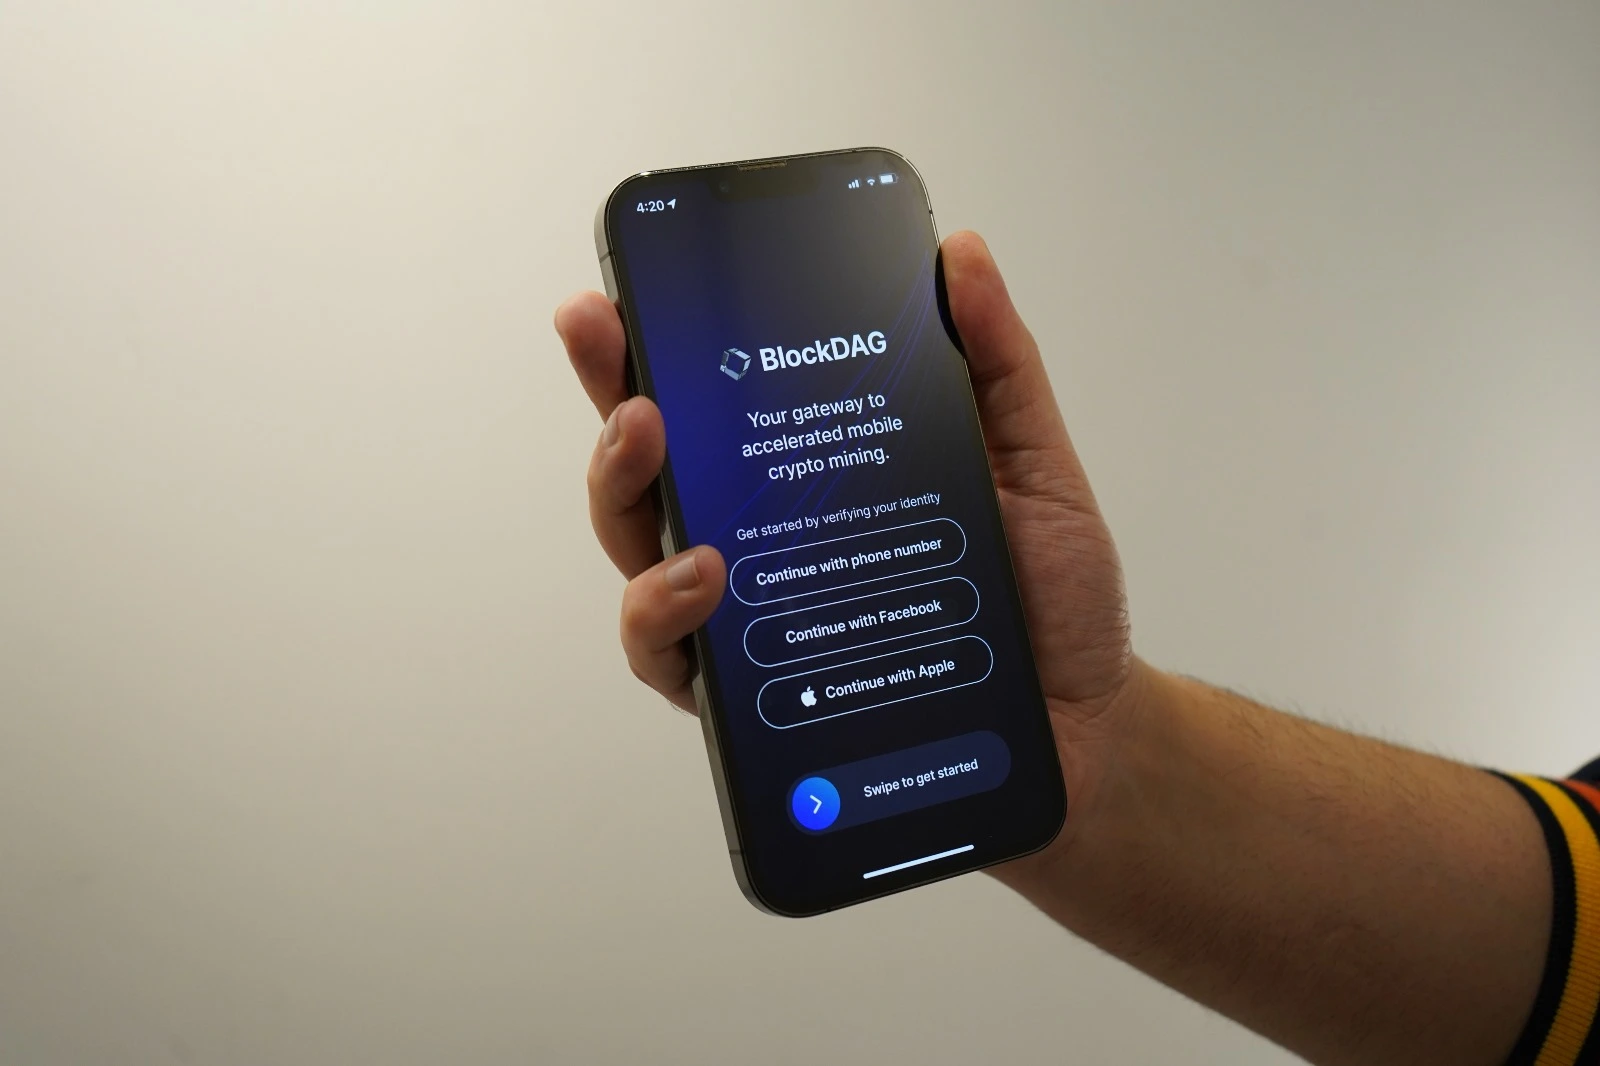 4:20
BlockDAG
Your gateway to
accelerated mobile
crypto mining.
Get started by verifying your identity
Continue with phone number
Continue with Facebook
Continue with Apple
Swipe to get started